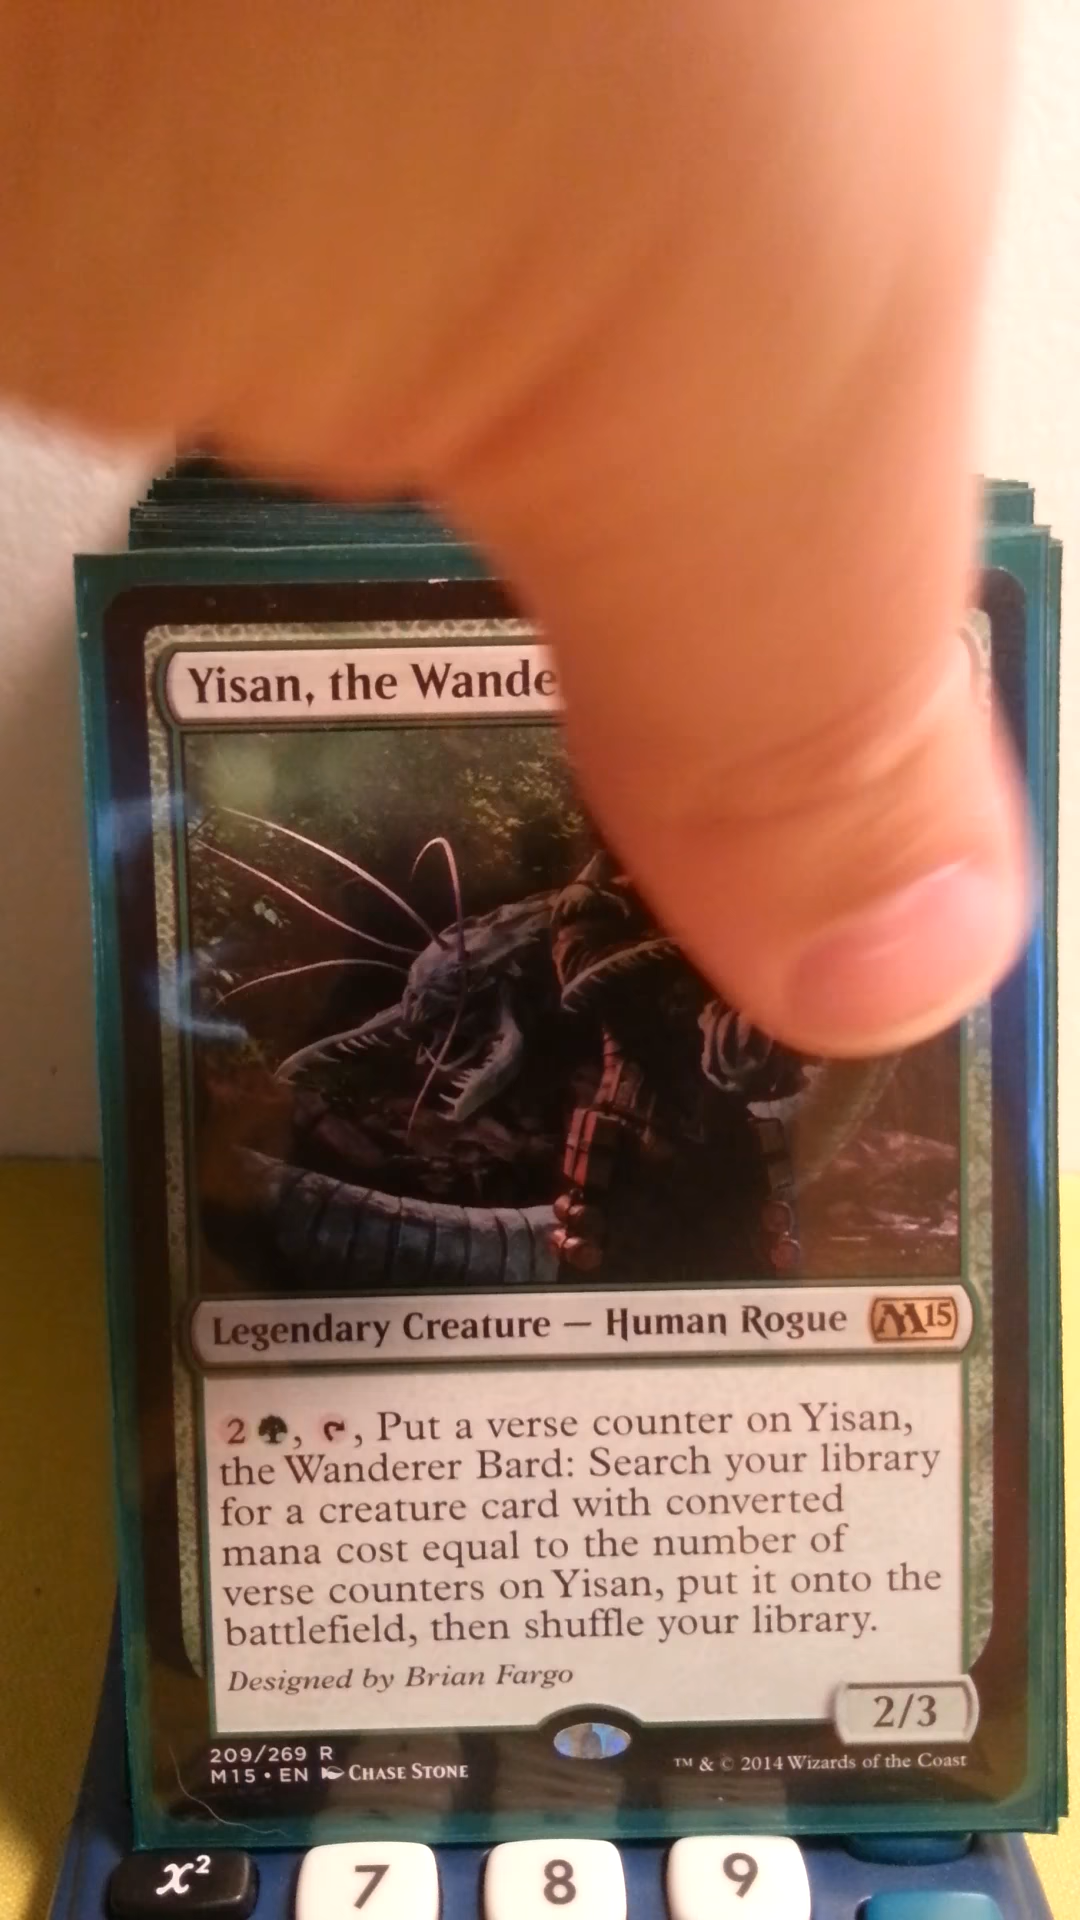 Yisan, the Wande
Legendary Creature — Human Rogue M15
2 , , Put a verse counter on Yisan,
the Wanderer Bard: Search your library
for a creature card with converted
mana cost equal to the number of
verse counters on Yisan, put it onto the
battlefield, then shuffle your library.
Designed by Brian Fargo
2/3
209/269 R
M15 • EN CHASE STONE
™ & © 2014 Wizards of the Coast
x² 7 8 9